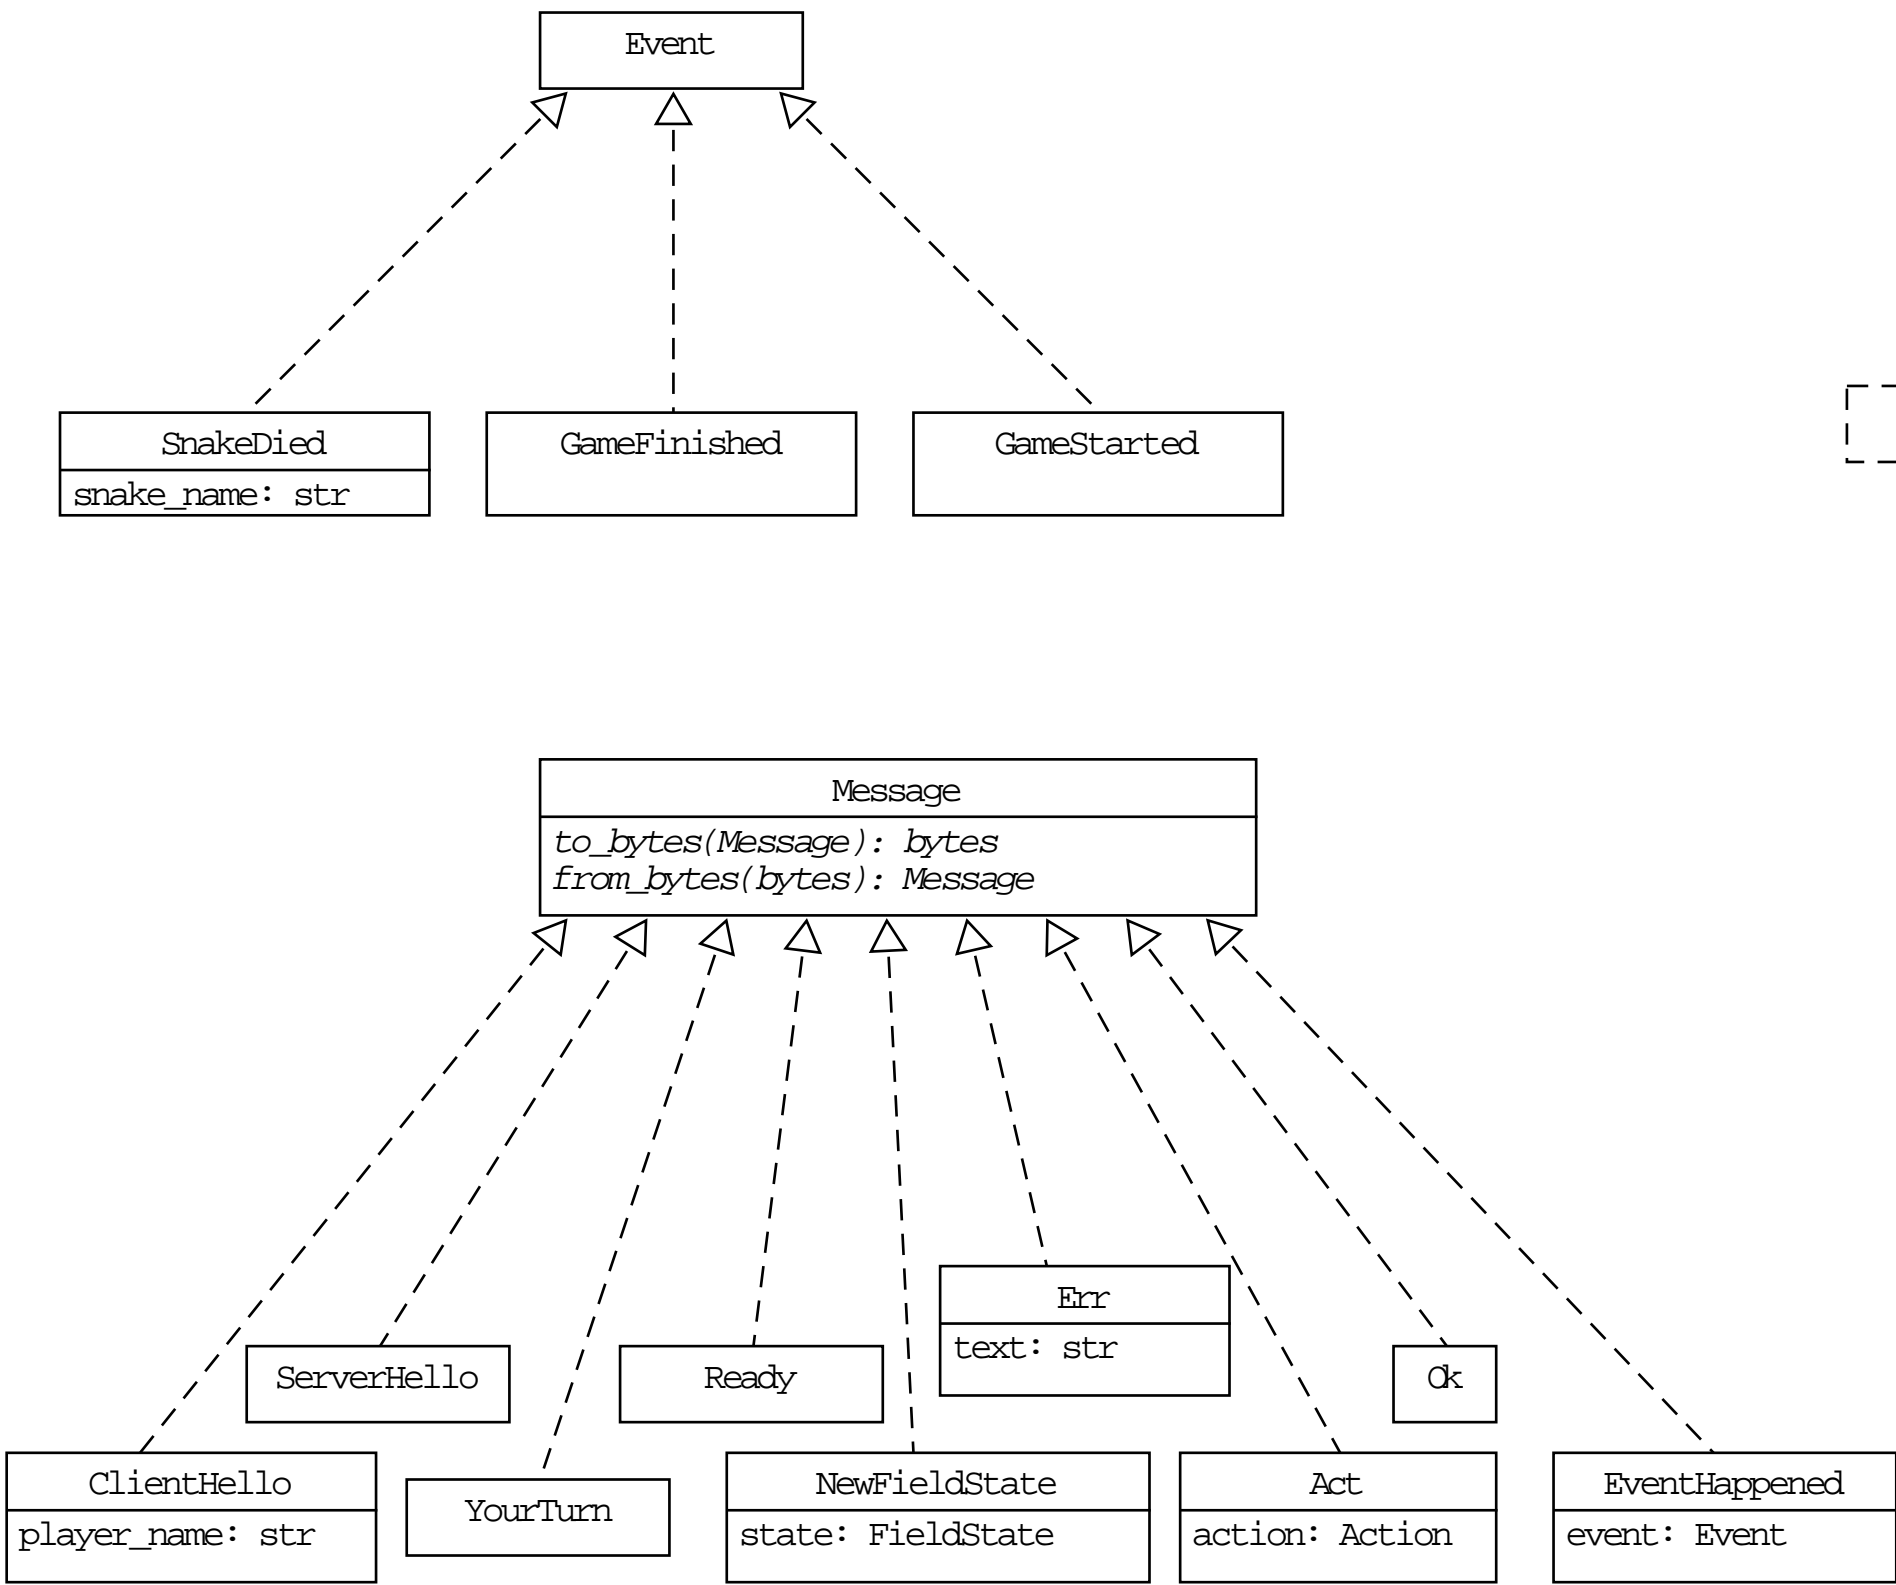 Event
SnakeDied
snake_name: str
GameFinished
GameStarted
Message
to_bytes(Message): bytes
from_bytes(bytes): Message
Err
text: str
ServerHello
Ready
Ok
ClientHello
player_name: str
YourTurn
NewFieldState
state: FieldState
Act
action: Action
EventHappened
event: Event